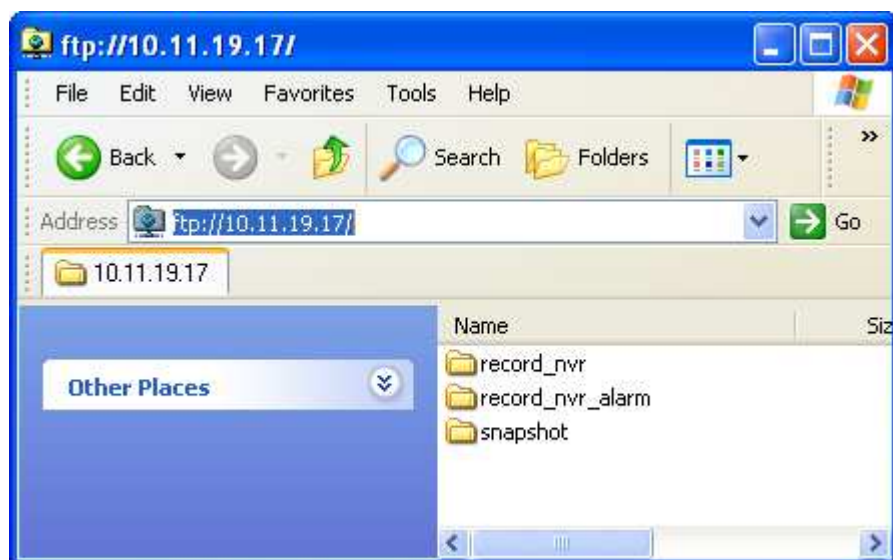 ftp://10.11.19.17/
File Edit View Favorites Tools Help
Back Search Folders »
Address ftp://10.11.19.17/ Go
10.11.19.17
Name Siz
Other Places
record_nvr
record_nvr_alarm
snapshot